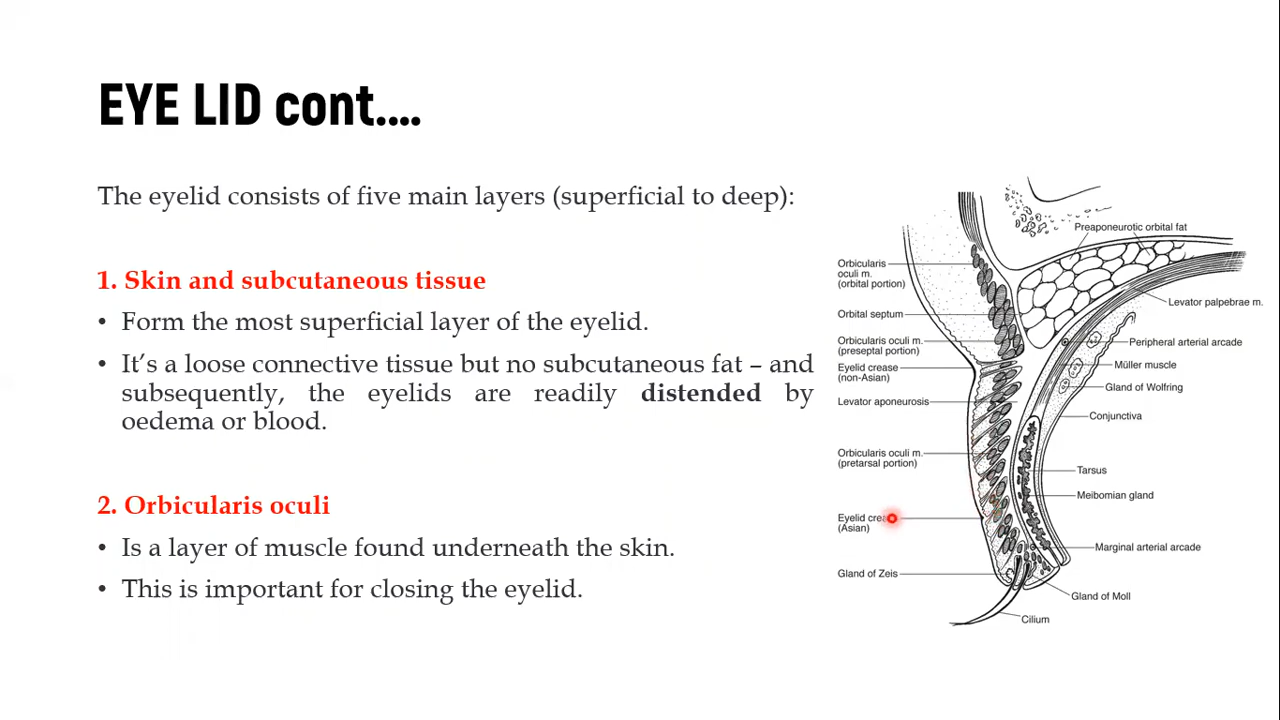 EYE LID cont....
The eyelid consists of five main layers (superficial to deep):
1. Skin and subcutaneous tissue
• Form the most superficial layer of the eyelid.
• It’s a loose connective tissue but no subcutaneous fat – and
subsequently, the eyelids are readily distended by
oedema or blood.
2. Orbicularis oculi
• Is a layer of muscle found underneath the skin.
• This is important for closing the eyelid.
Orbicularis
oculi m.
(orbital portion)
Orbital septum
Orbicularis oculi m.
(preseptal portion)
Eyelid crease
(non-Asian)
Levator aponeurosis
Orbicularis oculi m.
(pretarsal portion)
Eyelid
(Asian)
Gland of Zeis
Preaponeurotic orbital fat
Levator palpebrae m.
Peripheral arterial arcade
Müller muscle
Gland of Wolfring
Conjunctiva
Tarsus
Meibomian gland
Marginal arterial arcade
Gland of Moll
Cilium